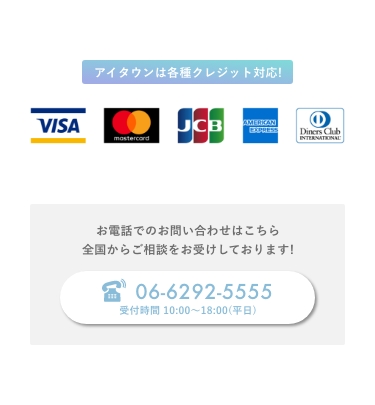 アイタウンは各種クレジット対応!
VISA
mastercard
JCB
AMERICAN EXPRESS
Diners Club
INTERNATIONAL
お電話でのお問い合わせはこちら
全国からご相談をお受けしております!
06-6292-5555
受付時間 10:00〜18:00(平日)